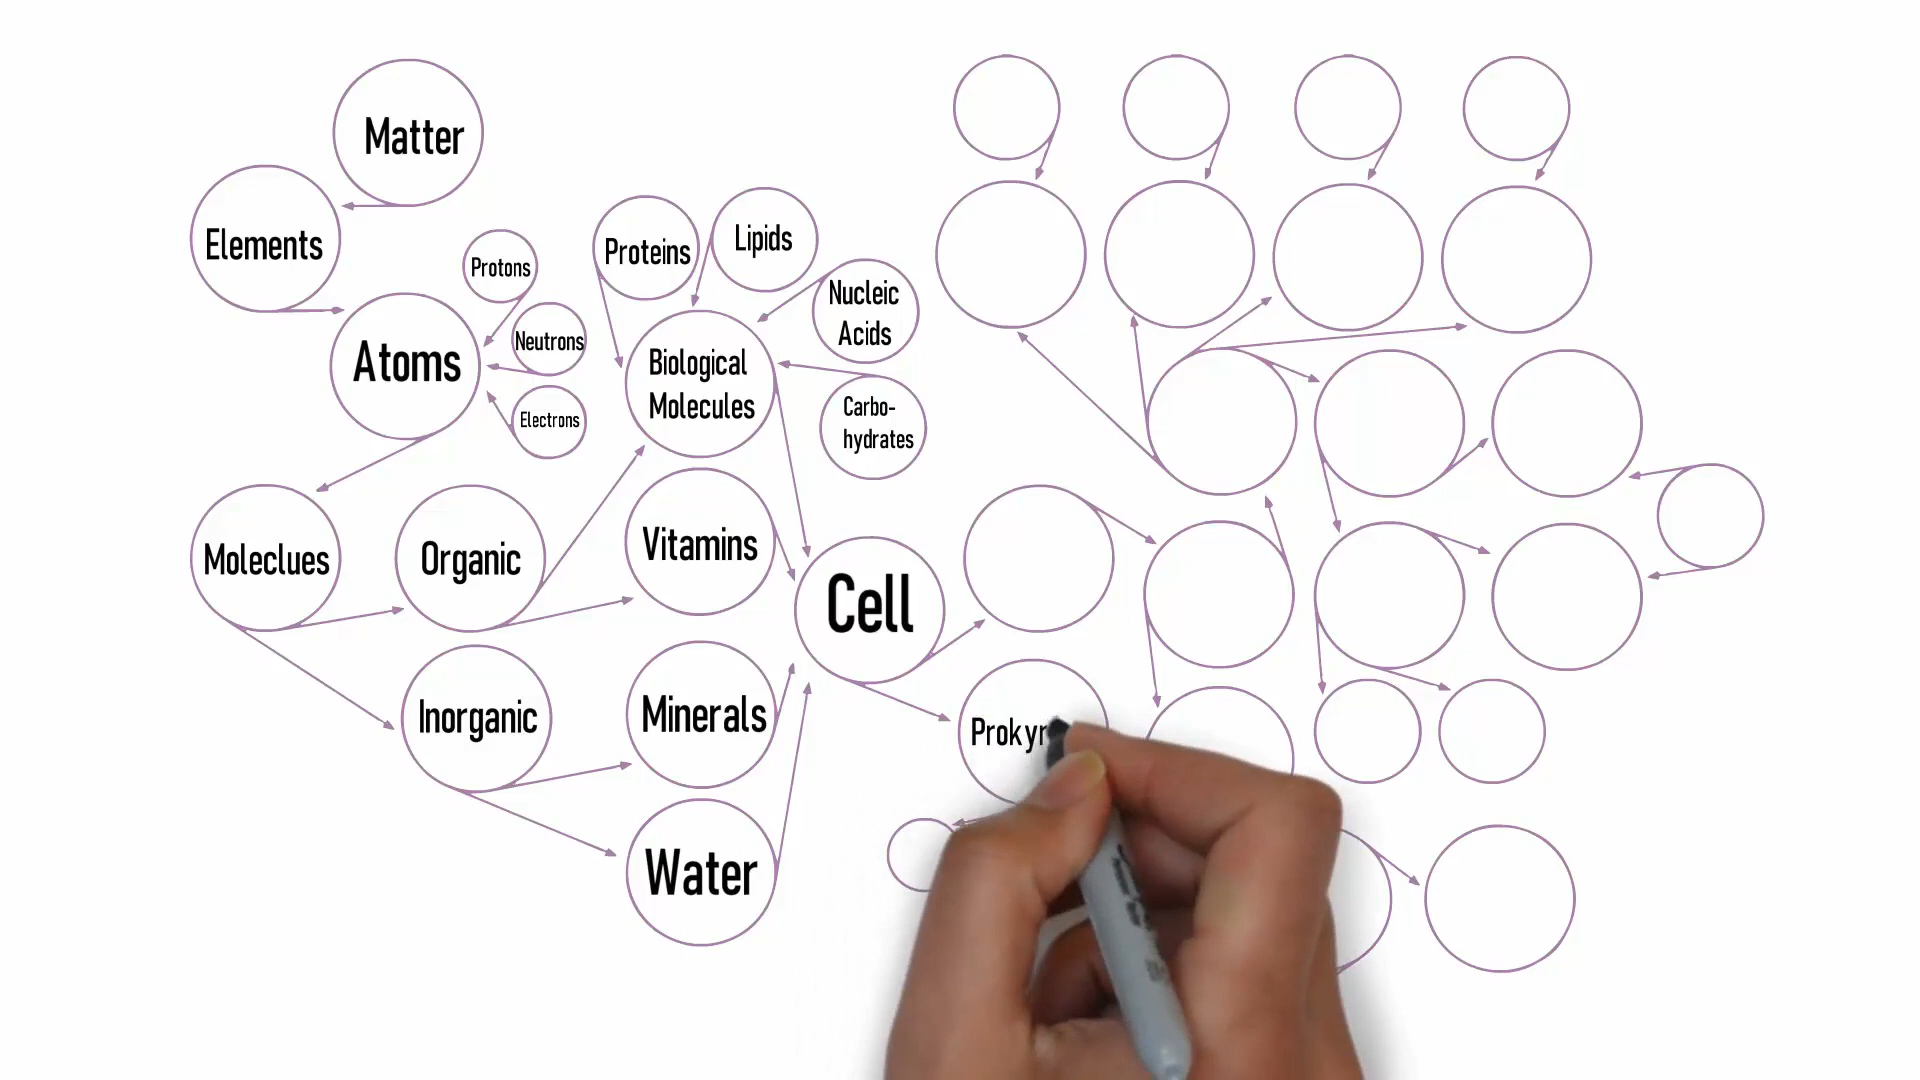 Matter
Elements
Protons
Neutrons
Electrons
Atoms
Proteins
Lipids
Nucleic
Acids
Carbo-
hydrates
Biological
Molecules
Moleclues
Organic
Vitamins
Cell
Inorganic
Minerals
Water